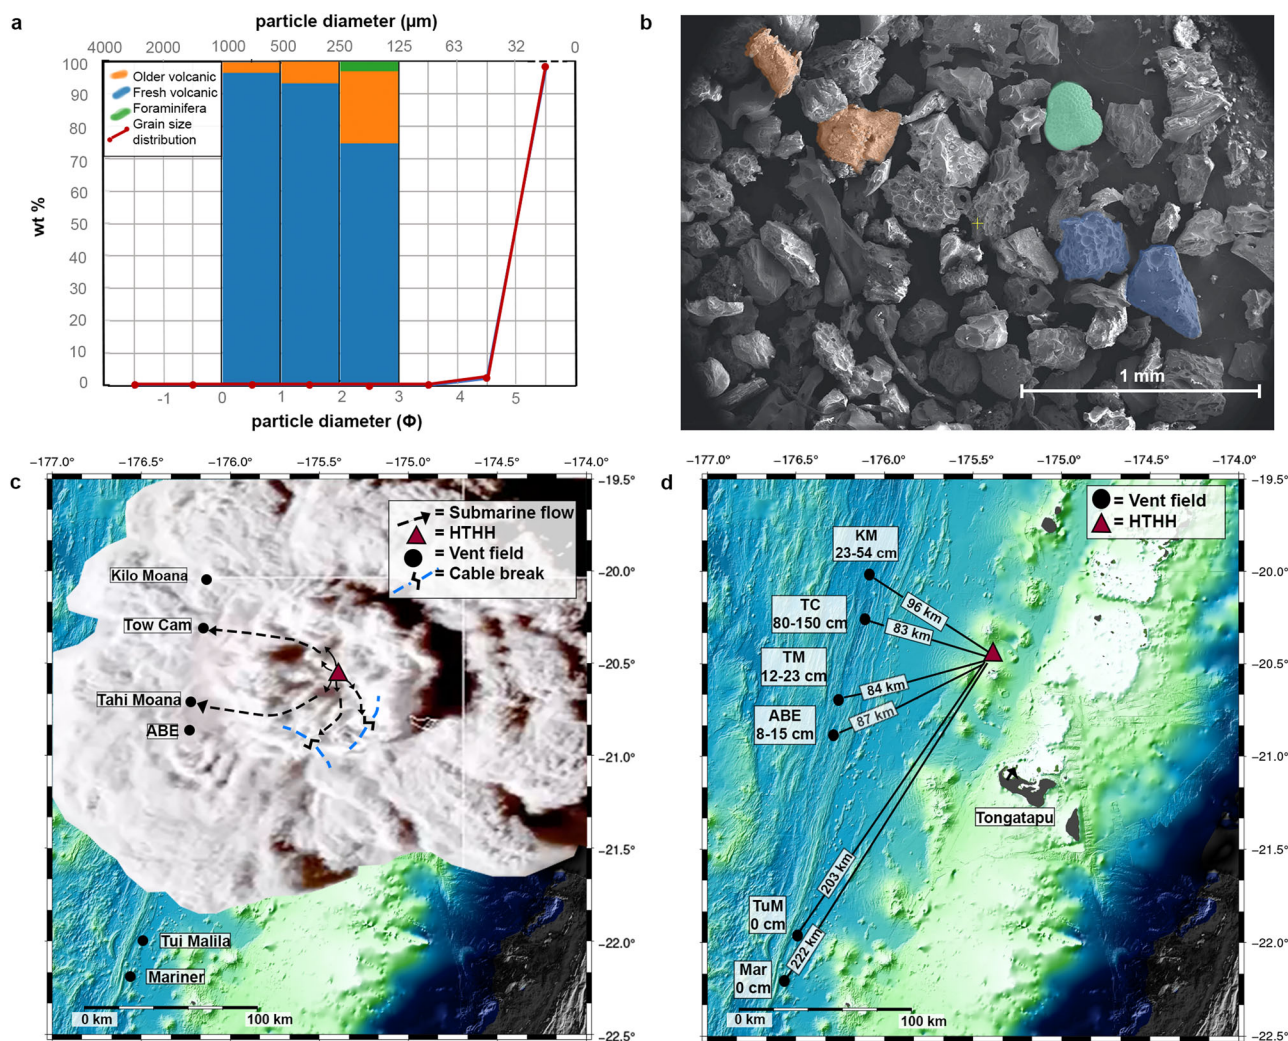 a
particle diameter (μm)
4000 2000 1000 500 250 125 63 32 0
100
90
80
70
60
50
40
30
20
10
0
wt %
Older volcanic
Fresh volcanic
Foraminifera
Grain size
distribution
-1 0 1 2 3 4 5
particle diameter (Φ)
b
1 mm
c
−177.0° −176.5° −176.0° −175.5° −175.0° −174.5° −174.0°
−19.5°
−20.0°
−20.5°
−21.0°
−21.5°
−22.0°
−22.5°
= Submarine flow
= HTHH
= Vent field
= Cable break
Kilo Moana
Tow Cam
Tahi Moana
ABE
Tui Malila
Mariner
0 km 100 km
d
−177.0° −176.5° −176.0° −175.5° −175.0° −174.5° −174.0°
−19.5°
−20.0°
−20.5°
−21.0°
−21.5°
−22.0°
−22.5°
= Vent field
= HTHH
KM
23-54 cm
96 km
TC
80-150 cm
83 km
TM
12-23 cm
84 km
ABE
8-15 cm
87 km
Tongatapu
203 km
TuM
0 cm
222 km
Mar
0 cm
0 km 100 km